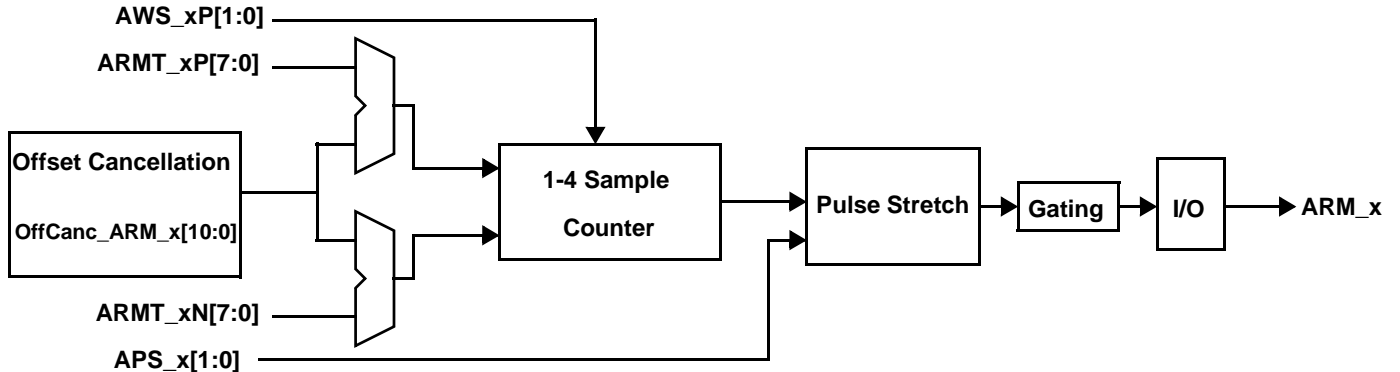 AWS_xP[1:0]
ARMT_xP[7:0]
Offset Cancellation
OffCanc_ARM_x[10:0]
ARMT_xN[7:0]
APS_x[1:0]
1-4 Sample
Counter
Pulse Stretch
Gating
I/O
ARM_x